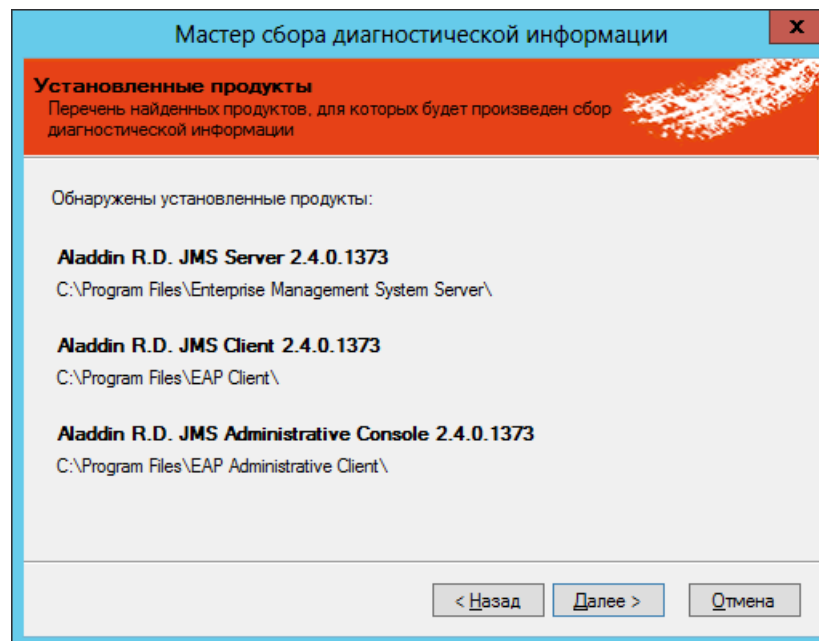 Мастер сбора диагностической информации
x
Установленные продукты
Перечень найденных продуктов, для которых будет произведен сбор
диагностической информации
Обнаружены установленные продукты:
Aladdin R.D. JMS Server 2.4.0.1373
C:\Program Files\Enterprise Management System Server\
Aladdin R.D. JMS Client 2.4.0.1373
C:\Program Files\EAP Client\
Aladdin R.D. JMS Administrative Console 2.4.0.1373
C:\Program Files\EAP Administrative Client\
< Назад Далее > Отмена